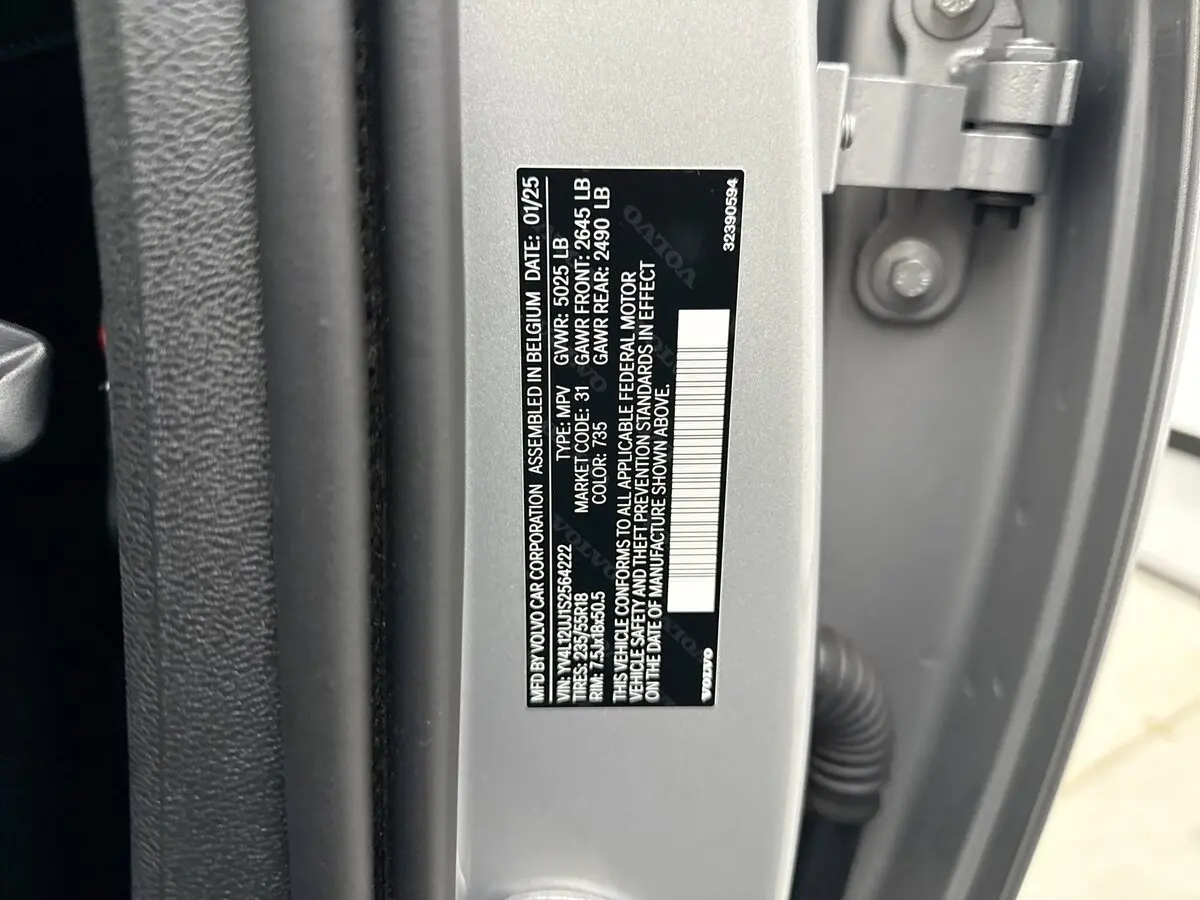 MFD BY VOLVO CAR CORPORATION ASSEMBLED IN BELGIUM DATE: 01/25
VIN: YV4L12UJ1S2564222 TYPE: MPV GVWR: 5025 LB
TIRES: 235/55R18 MARKET CODE: 31 GAWR FRONT: 2645 LB
RIM: 7.5Jx18x50.5 COLOR: 735 GAWR REAR: 2490 LB
THIS VEHICLE CONFORMS TO ALL APPLICABLE FEDERAL MOTOR
VEHICLE SAFETY AND THEFT PREVENTION STANDARDS IN EFFECT
ON THE DATE OF MANUFACTURE SHOWN ABOVE.
VOLVO
32390594